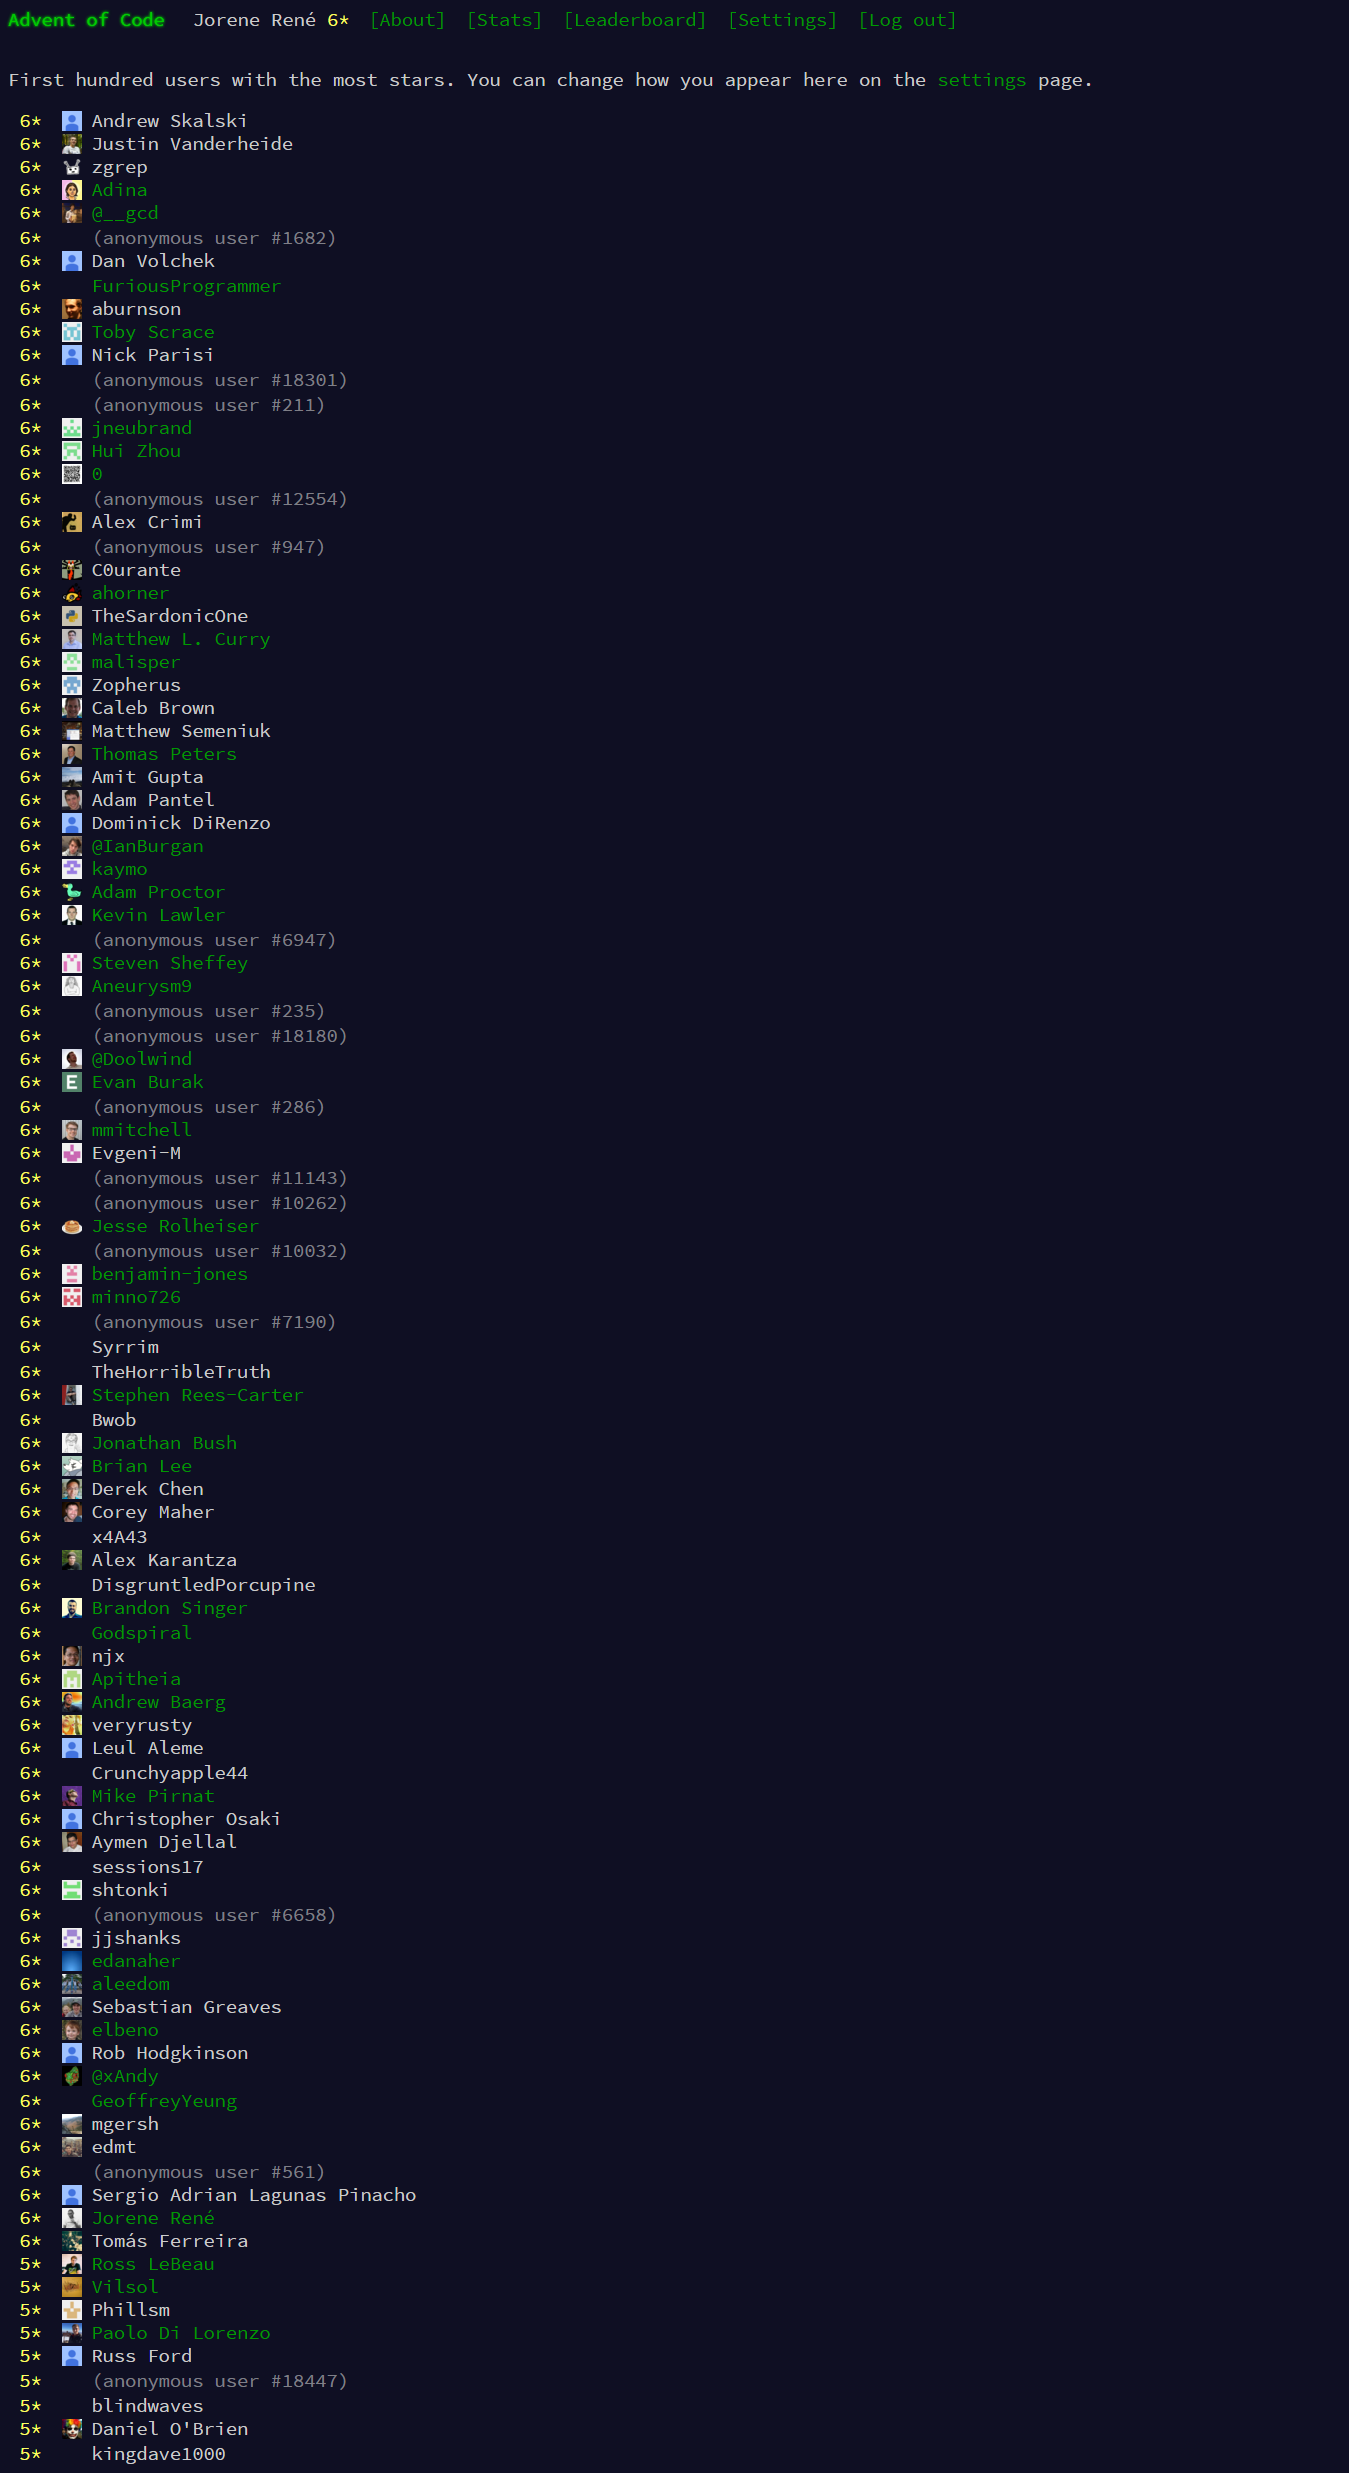 Advent of Code Jorene René 6* [About] [Stats] [Leaderboard] [Settings] [Log out]
First hundred users with the most stars. You can change how you appear here on the settings page.
6* Andrew Skalski
6* Justin Vanderheide
6* zgrep
6* Adina
6* @__gcd
6* (anonymous user #1682)
6* Dan Volchek
6* FuriousProgrammer
6* aburnson
6* Toby Scrace
6* Nick Parisi
6* (anonymous user #18301)
6* (anonymous user #211)
6* jneubrand
6* Hui Zhou
6* 0
6* (anonymous user #12554)
6* Alex Crimi
6* (anonymous user #947)
6* C0urante
6* ahorner
6* TheSardonicOne
6* Matthew L. Curry
6* malisper
6* Zopherus
6* Caleb Brown
6* Matthew Semeniuk
6* Thomas Peters
6* Amit Gupta
6* Adam Pantel
6* Dominick DiRenzo
6* @IanBurgan
6* kaymo
6* Adam Proctor
6* Kevin Lawler
6* (anonymous user #6947)
6* Steven Sheffey
6* Aneurysm9
6* (anonymous user #235)
6* (anonymous user #18180)
6* @Doolwind
6* Evan Burak
6* (anonymous user #286)
6* mmitchell
6* Evgeni-M
6* (anonymous user #11143)
6* (anonymous user #10262)
6* Jesse Rolheiser
6* (anonymous user #10032)
6* benjamin-jones
6* minno726
6* (anonymous user #7190)
6* Syrrim
6* TheHorribleTruth
6* Stephen Rees-Carter
6* Bwob
6* Jonathan Bush
6* Brian Lee
6* Derek Chen
6* Corey Maher
6* x4A43
6* Alex Karantza
6* DisgruntledPorcupine
6* Brandon Singer
6* Godspiral
6* njx
6* Apitheia
6* Andrew Baerg
6* veryrusty
6* Leul Aleme
6* Crunchyapple44
6* Mike Pirnat
6* Christopher Osaki
6* Aymen Djellal
6* sessions17
6* shtonki
6* (anonymous user #6658)
6* jjshanks
6* edanaher
6* aleedom
6* Sebastian Greaves
6* elbeno
6* Rob Hodgkinson
6* @xAndy
6* GeoffreyYeung
6* mgersh
6* edmt
6* (anonymous user #561)
6* Sergio Adrian Lagunas Pinacho
6* Jorene René
6* Tomás Ferreira
5* Ross LeBeau
5* Vilsol
5* Phillsm
5* Paolo Di Lorenzo
5* Russ Ford
5* (anonymous user #18447)
5* blindwaves
5* Daniel O'Brien
5* kingdave1000